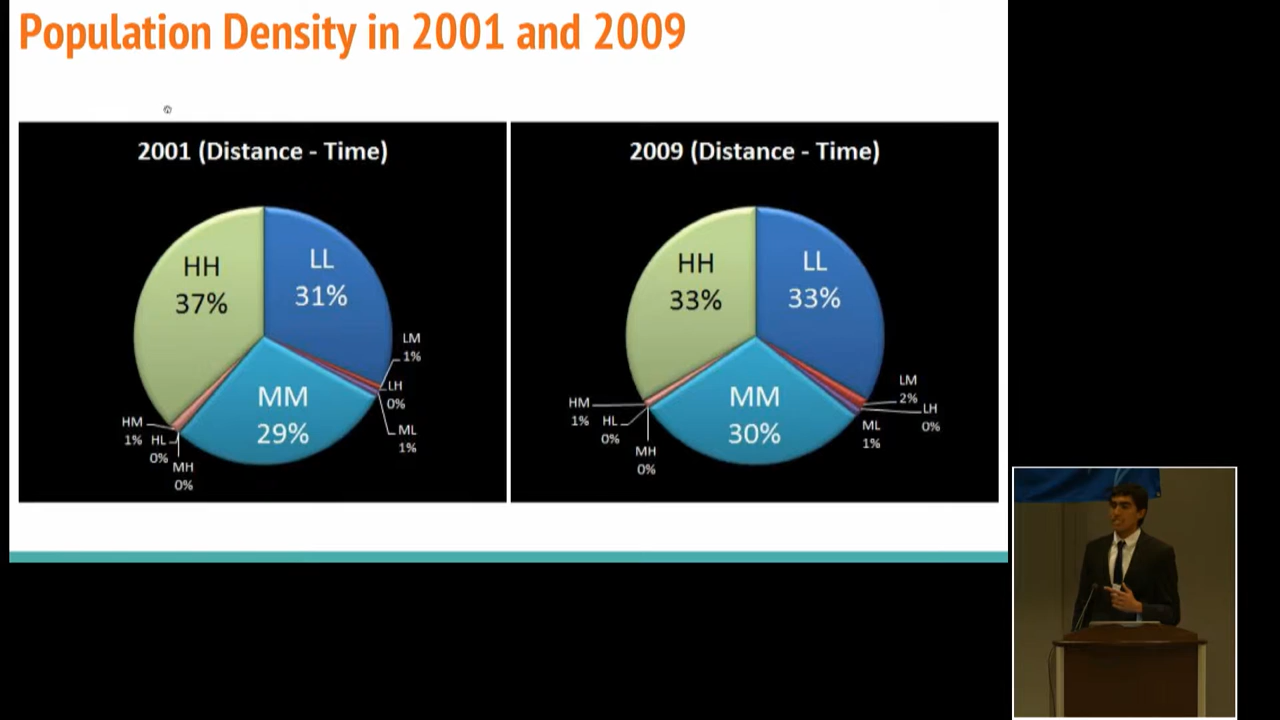 Population Density in 2001 and 2009
2001 (Distance - Time)
HH
37%
LL
31%
LM
1%
LH
0%
ML
1%
MM
29%
HM
1%
HL
0%
MH
0%
2009 (Distance - Time)
HH
33%
LL
33%
LM
2%
LH
0%
ML
1%
MM
30%
HM
1%
HL
0%
MH
0%